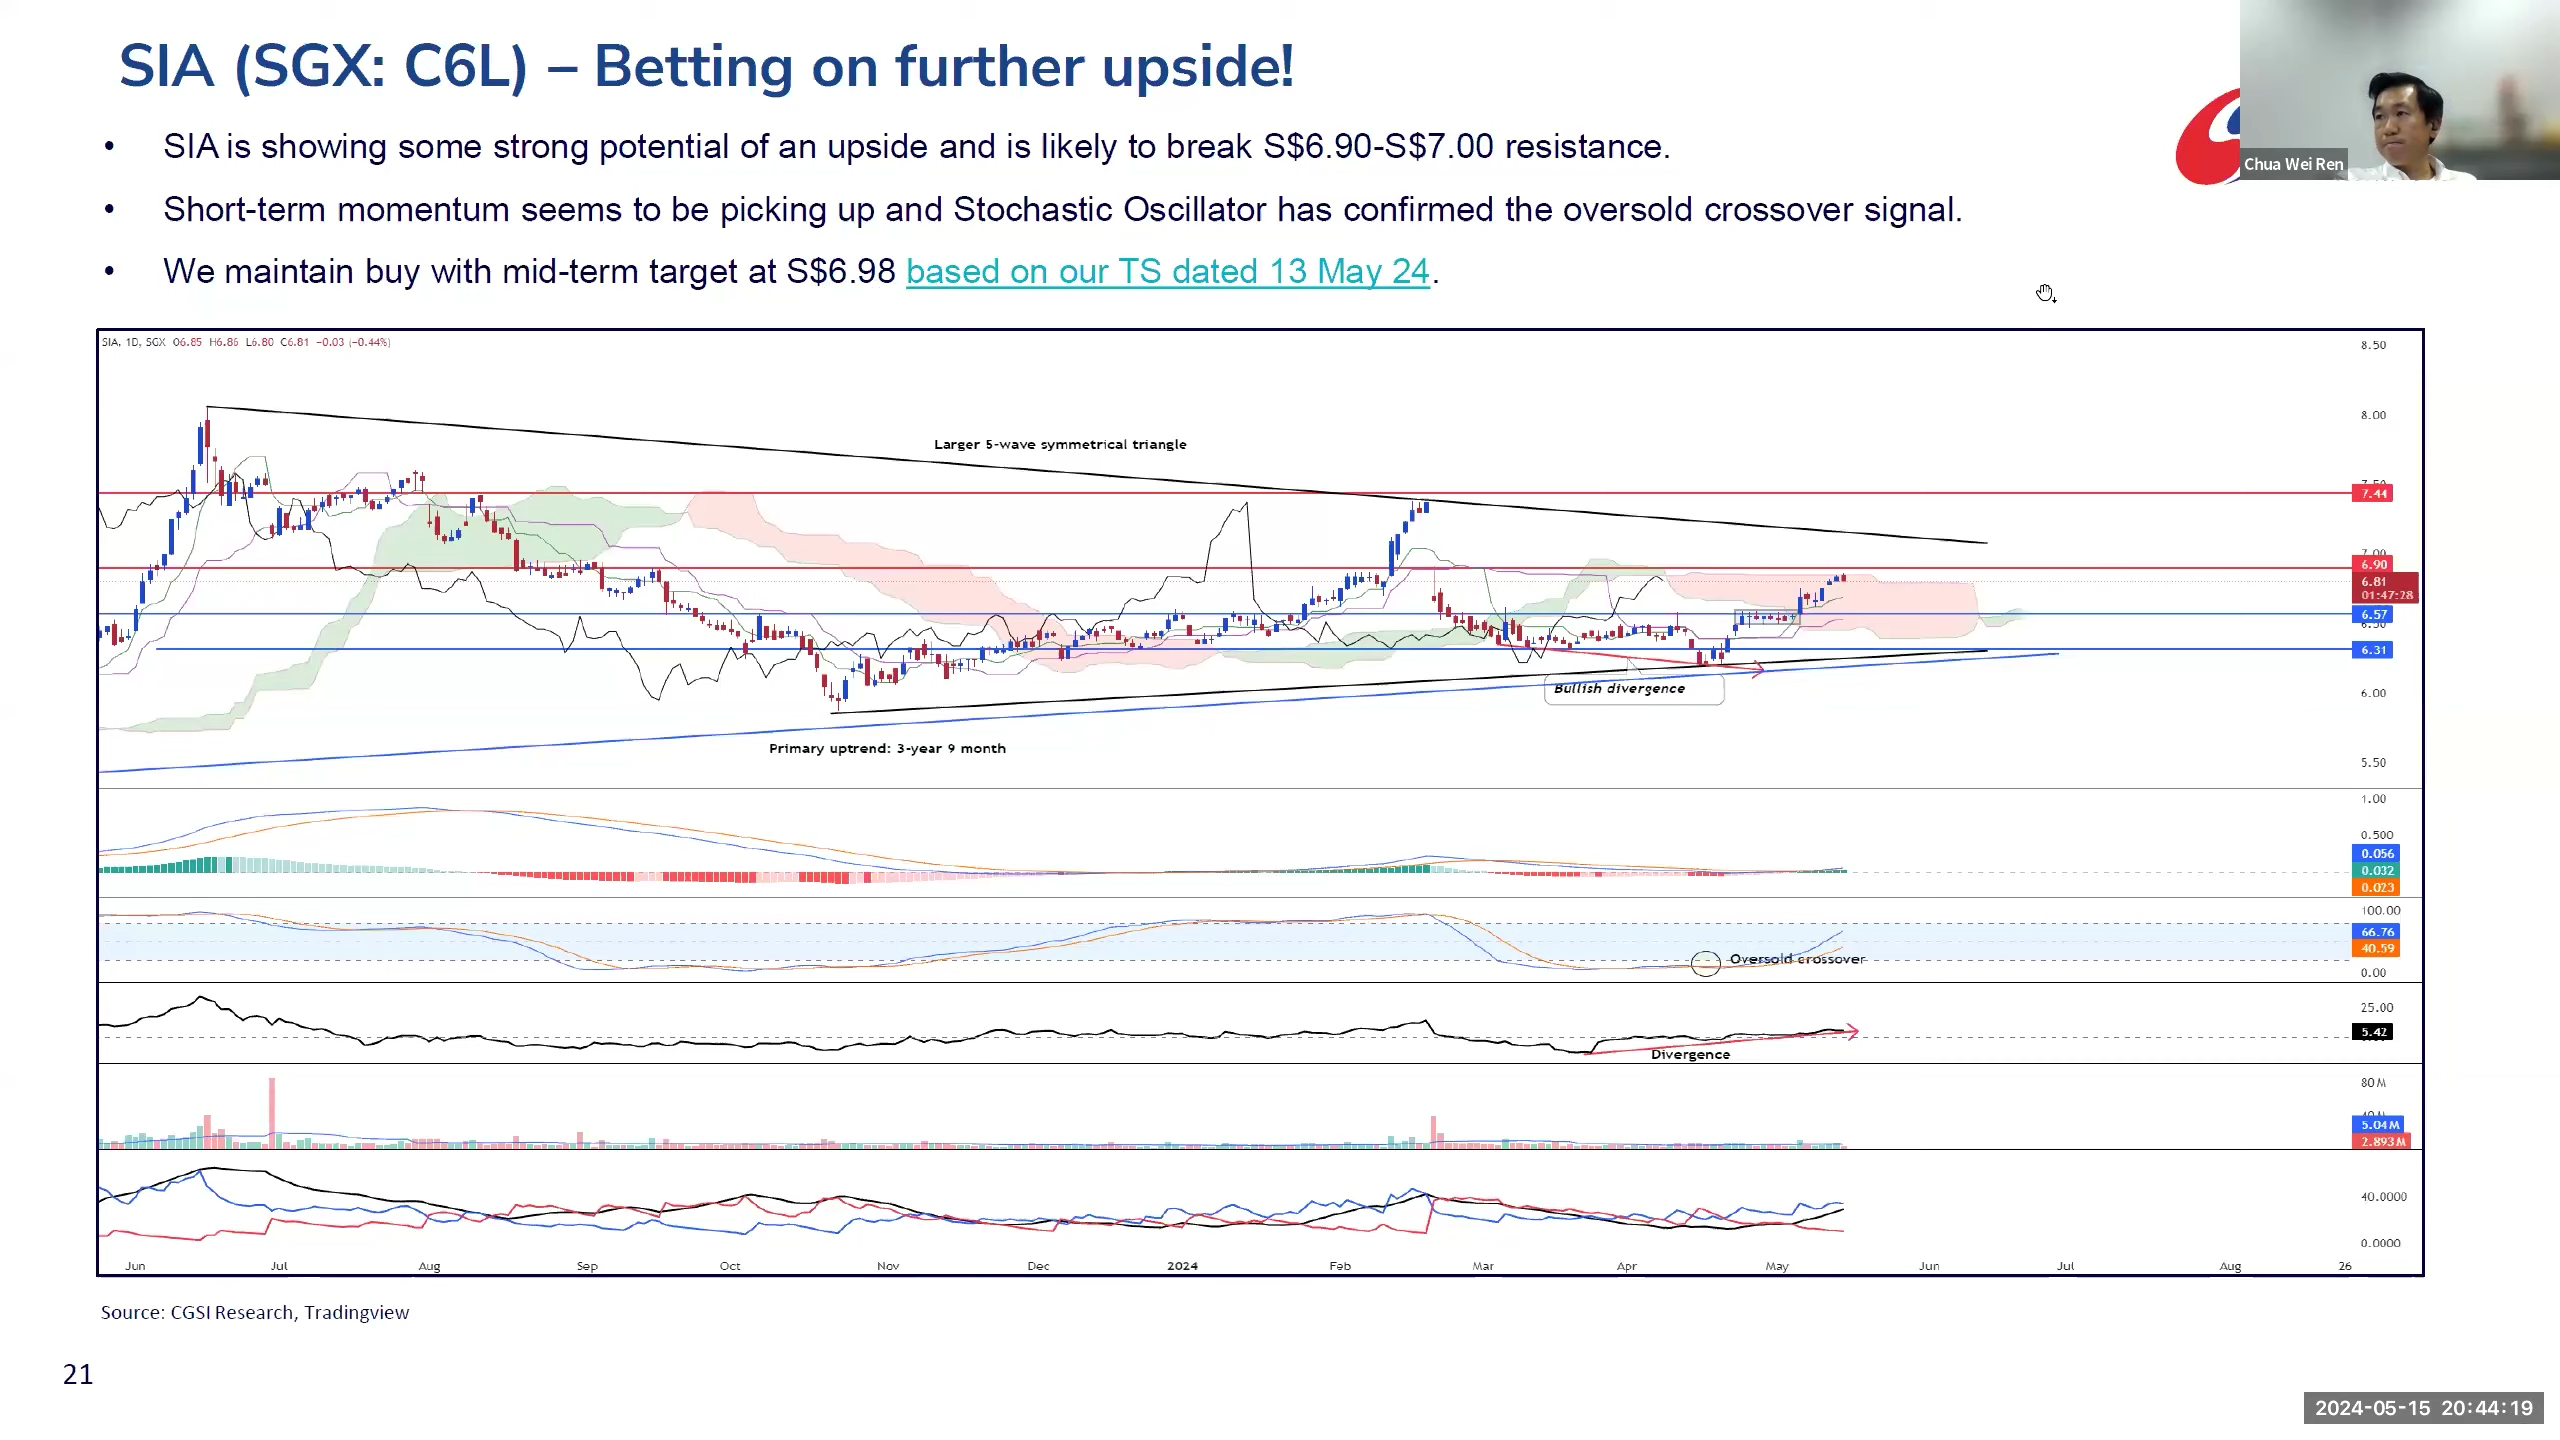 SIA (SGX: C6L) – Betting on further upside!
• SIA is showing some strong potential of an upside and is likely to break S$6.90-S$7.00 resistance.
• Short-term momentum seems to be picking up and Stochastic Oscillator has confirmed the oversold crossover signal.
• We maintain buy with mid-term target at S$6.98 based on our TS dated 13 May 24.
Chua Wei Ren
SIA, 1D, SGX O6.85 H6.86 L6.80 C6.81 −0.03 (−0.44%)
8.50
8.00
Larger 5-wave symmetrical triangle
7.44
7.00
6.90
6.81
01:47:28
6.57
6.31
Bullish divergence
6.00
Primary uptrend: 3-year 9 month
5.50
1.00
0.500
0.056
0.032
0.023
100.00
66.76
40.59
Oversold crossover
0.00
25.00
5.42
Divergence
80M
5.04M
2.893M
40.0000
0.0000
Jun Jul Aug Sep Oct Nov Dec 2024 Feb Mar Apr May Jun Jul Aug 26
Source: CGSI Research, Tradingview
21
2024-05-15 20:44:19